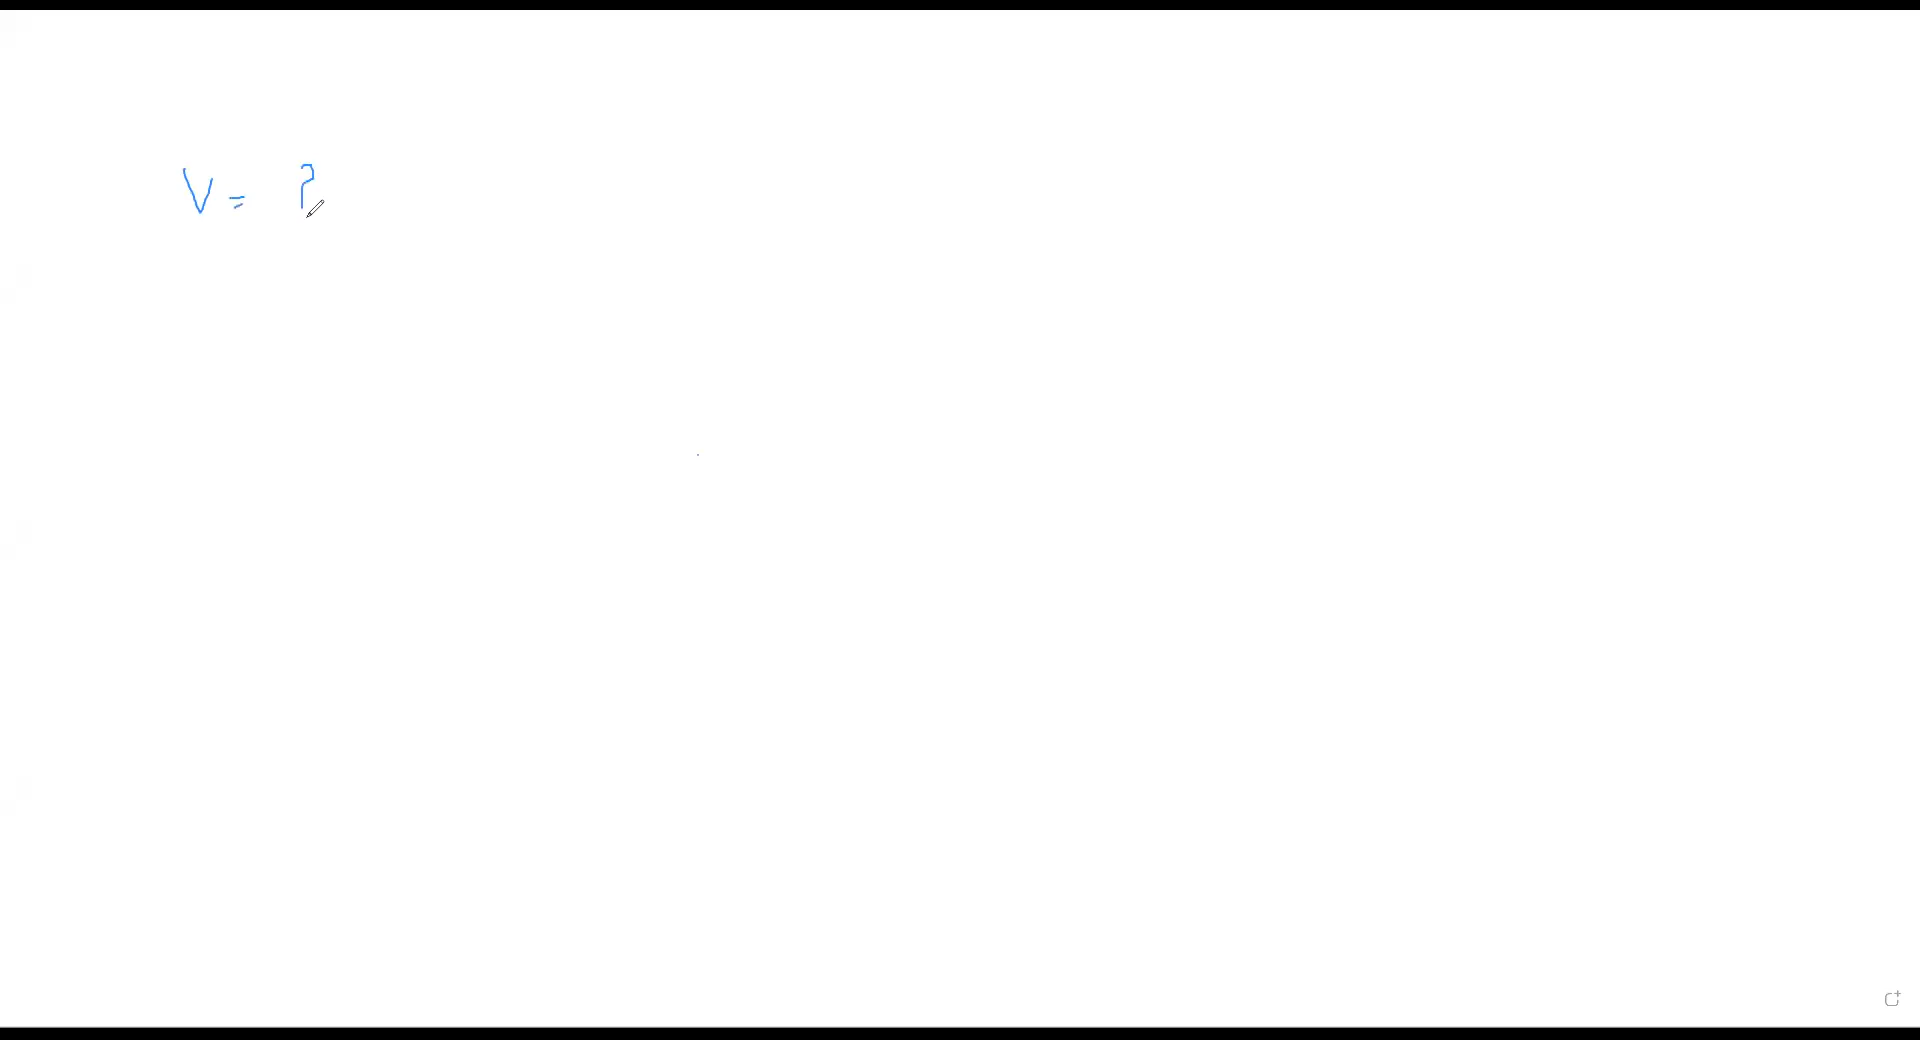 V = ?